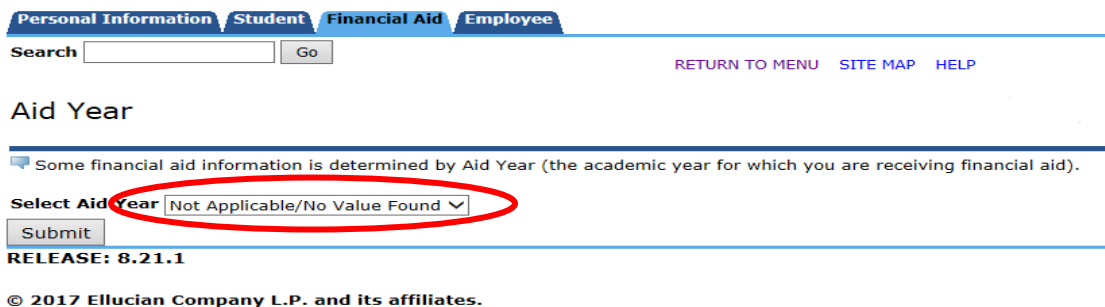 Personal Information Student Financial Aid Employee
Search Go
RETURN TO MENU SITE MAP HELP
Aid Year
Some financial aid information is determined by Aid Year (the academic year for which you are receiving financial aid).
Select Aid Year Not Applicable/No Value Found
Submit
RELEASE: 8.21.1
© 2017 Ellucian Company L.P. and its affiliates.